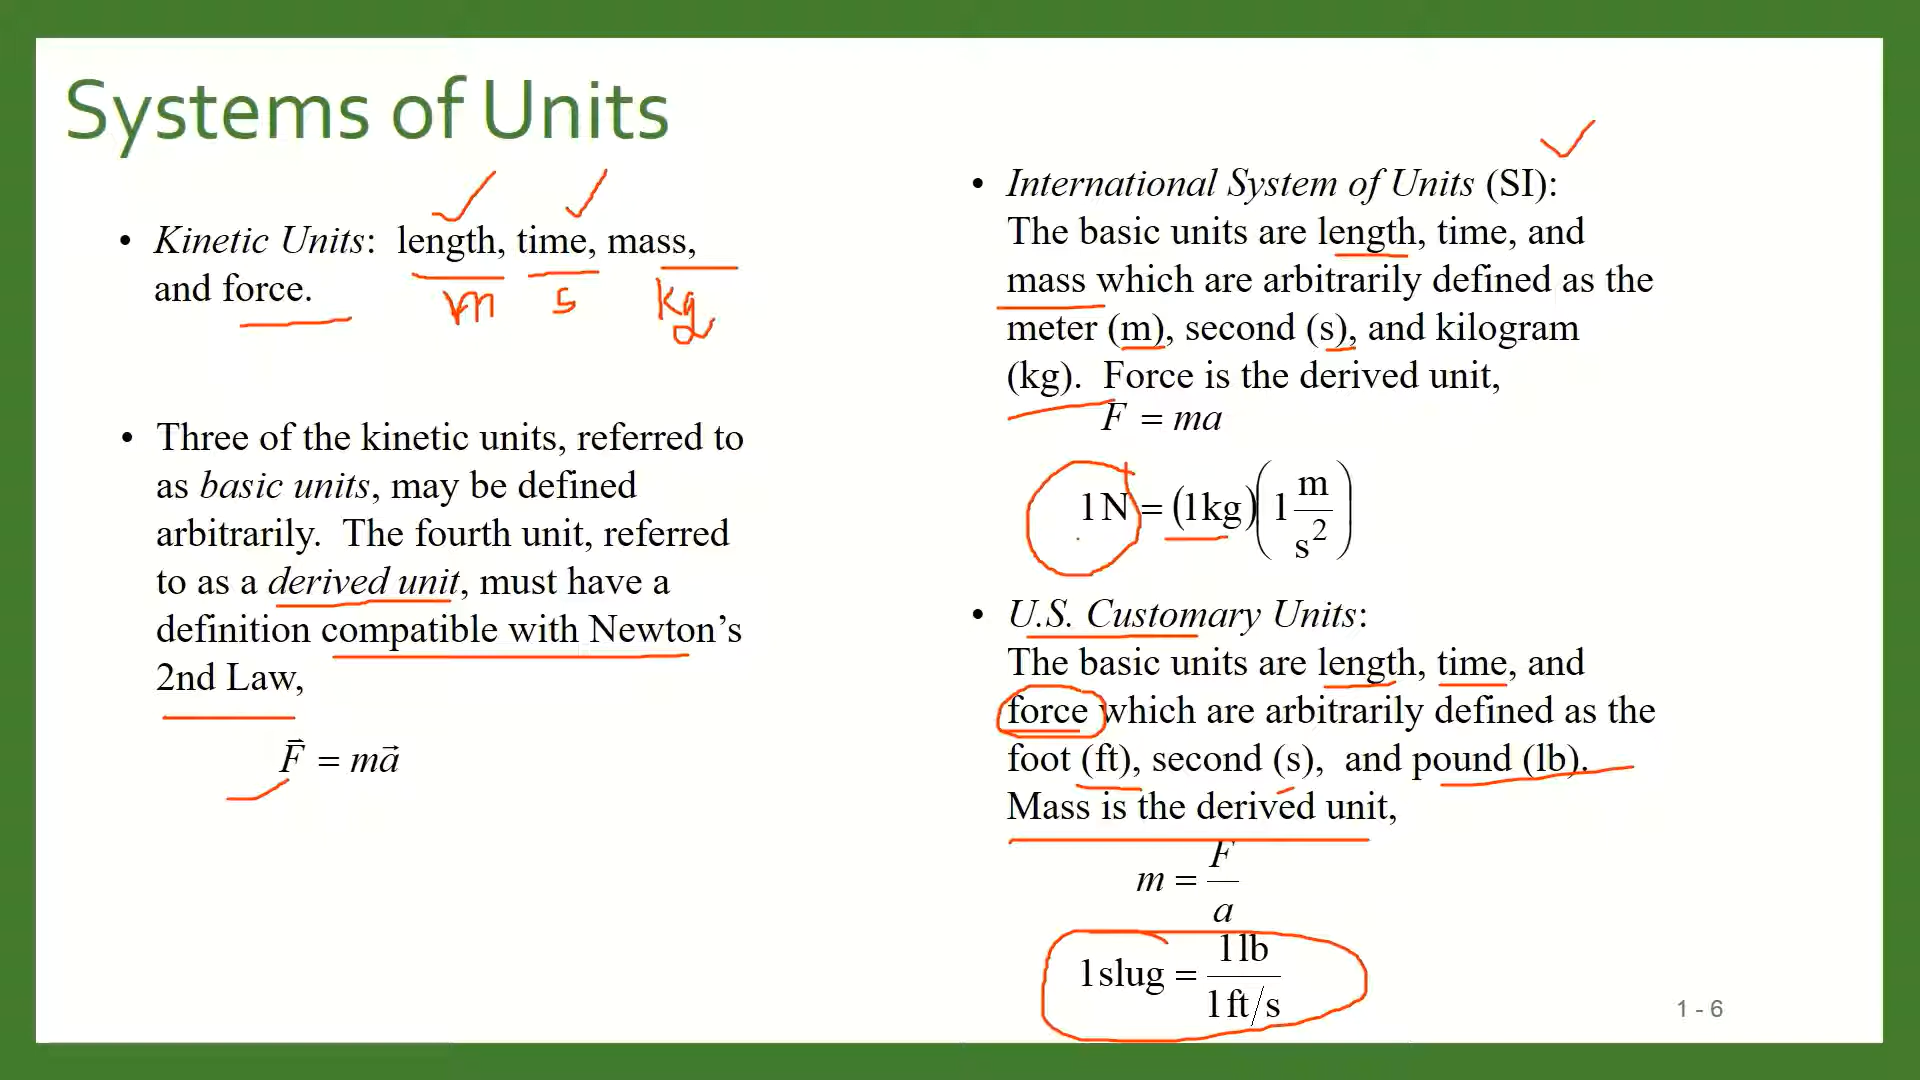 Systems of Units
• Kinetic Units: length, time, mass,
and force.
m s kg
• Three of the kinetic units, referred to
as basic units, may be defined
arbitrarily. The fourth unit, referred
to as a derived unit, must have a
definition compatible with Newton’s
2nd Law,
F⃗ = ma⃗
• International System of Units (SI):
The basic units are length, time, and
mass which are arbitrarily defined as the
meter (m), second (s), and kilogram
(kg). Force is the derived unit,
F = ma
1 N = (1 kg)(1 m/s²)
• U.S. Customary Units:
The basic units are length, time, and
force which are arbitrarily defined as the
foot (ft), second (s), and pound (lb).
Mass is the derived unit,
m = F/a
1 slug = 1 lb / 1 ft/s
1 - 6